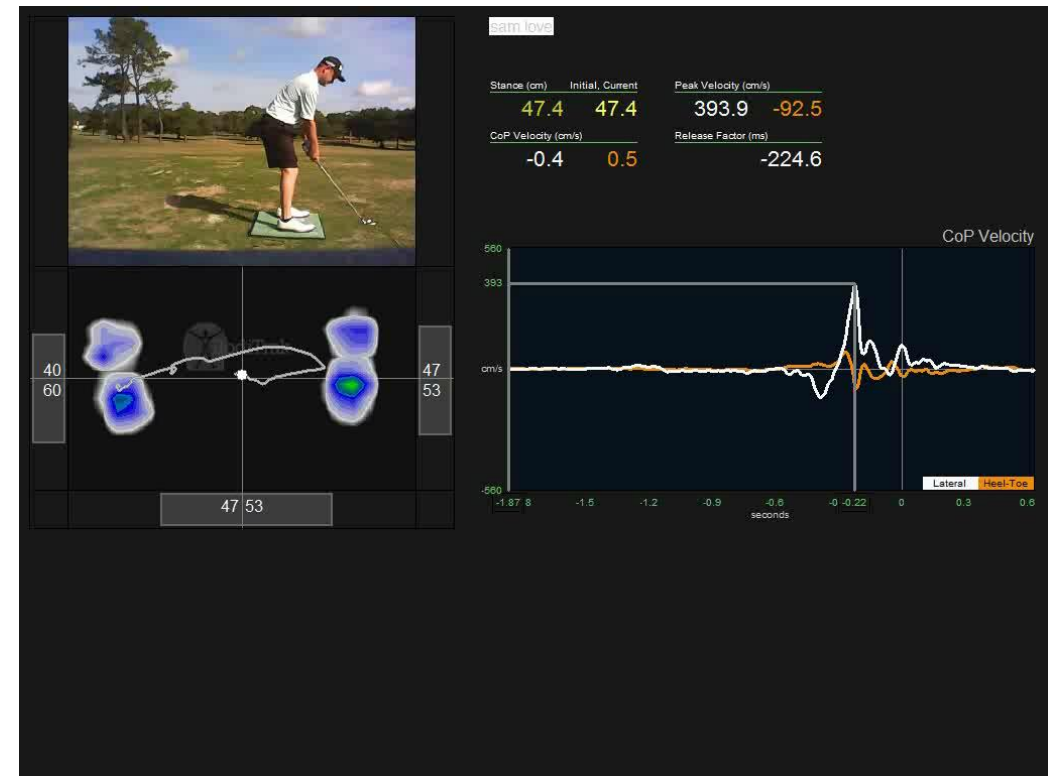 sam love
Stance (cm) Initial, Current
47.4 47.4
Peak Velocity (cm/s)
393.9 -92.5
CoP Velocity (cm/s)
-0.4 0.5
Release Factor (ms)
-224.6
40
60
47
53
47 53
CoP Velocity
560
393
cm/s
-560
Lateral Heel-Toe
-1.87 8 -1.5 -1.2 -0.9 -0.6 -0 -0.22 0 0.3 0.6
seconds